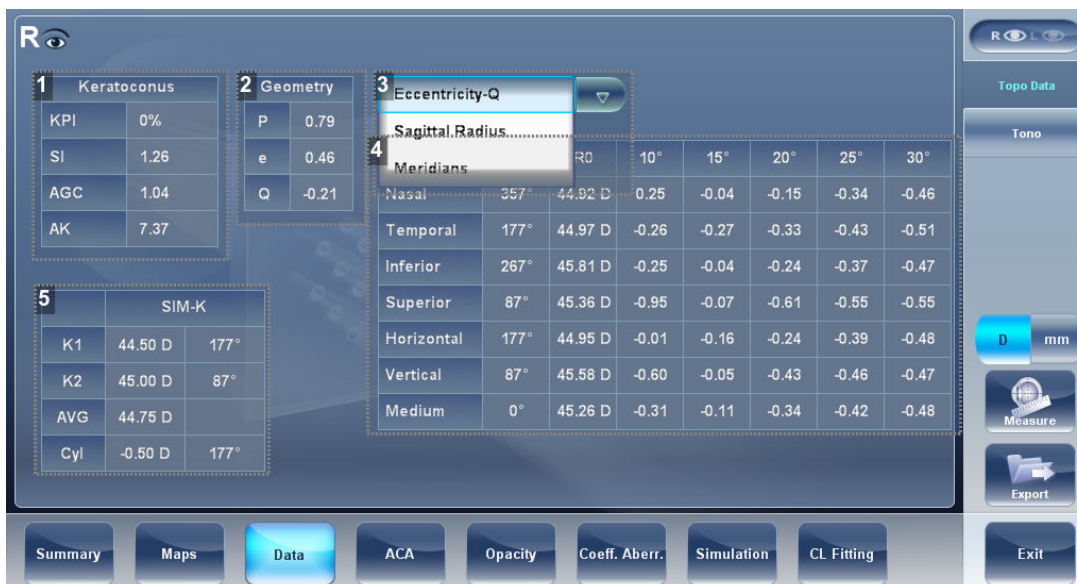 R
R L
1 Keratoconus
KPI 0%
SI 1.26
AGC 1.04
AK 7.37
2 Geometry
P 0.79
e 0.46
Q -0.21
3 Eccentricity-Q
Sagittal Radius
Meridians
4 R0 10° 15° 20° 25° 30°
Nasal 357° 44.92 D 0.25 -0.04 -0.15 -0.34 -0.46
Temporal 177° 44.97 D -0.26 -0.27 -0.33 -0.43 -0.51
Inferior 267° 45.81 D -0.25 -0.04 -0.24 -0.37 -0.47
Superior 87° 45.36 D -0.95 -0.07 -0.61 -0.55 -0.55
Horizontal 177° 44.95 D -0.01 -0.16 -0.24 -0.39 -0.48
Vertical 87° 45.58 D -0.60 -0.05 -0.43 -0.46 -0.47
Medium 0° 45.26 D -0.31 -0.11 -0.34 -0.42 -0.48
5 SIM-K
K1 44.50 D 177°
K2 45.00 D 87°
AVG 44.75 D
Cyl -0.50 D 177°
Topo Data
Tono
D mm
Measure
Export
Summary Maps Data ACA Opacity Coeff. Aberr. Simulation CL Fitting Exit